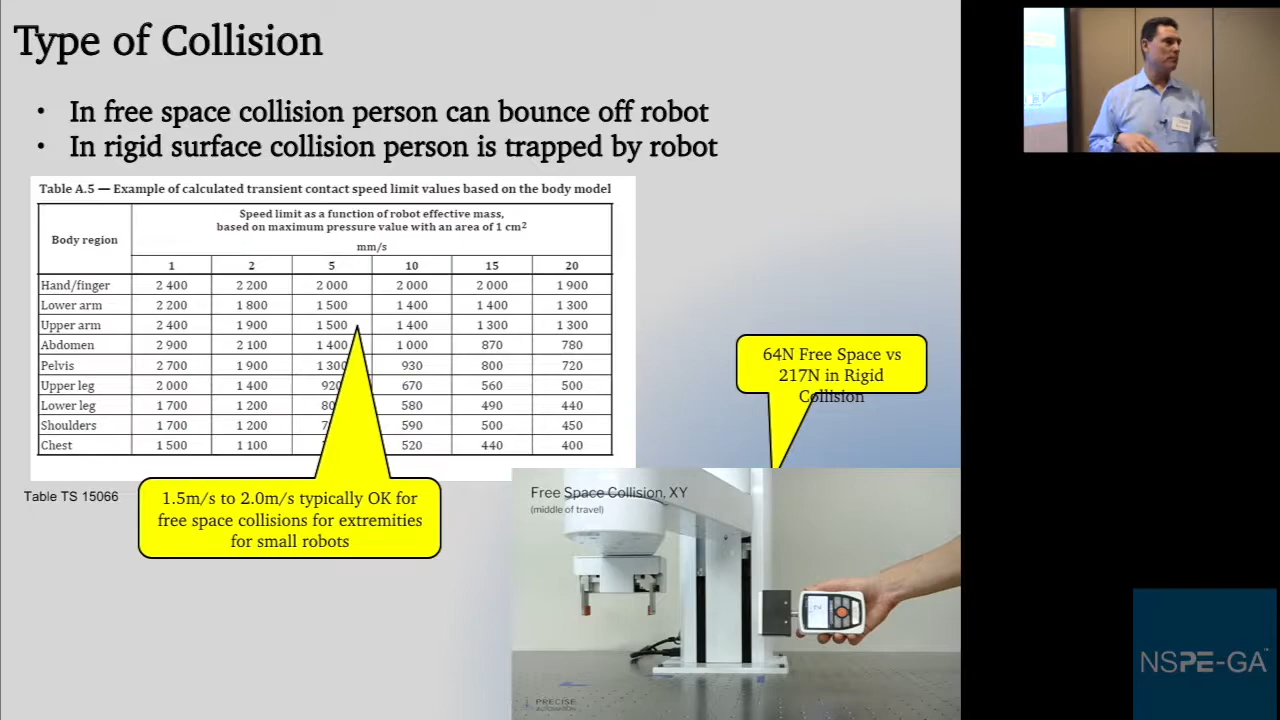 Type of Collision
• In free space collision person can bounce off robot
• In rigid surface collision person is trapped by robot
Table A.5 — Example of calculated transient contact speed limit values based on the body model
Body region
Speed limit as a function of robot effective mass,
based on maximum pressure value with an area of 1 cm²
mm/s
1 2 5 10 15 20
Hand/finger 2 400 2 200 2 000 2 000 2 000 1 900
Lower arm 2 200 1 800 1 500 1 400 1 400 1 300
Upper arm 2 400 1 900 1 500 1 400 1 300 1 300
Abdomen 2 900 2 100 1 400 1 000 870 780
Pelvis 2 700 1 900 1 300 930 800 720
Upper leg 2 000 1 400 920 670 560 500
Lower leg 1 700 1 200 580 490 440
Shoulders 1 700 1 200 590 500 450
Chest 1 500 1 100 520 440 400
Table TS 15066
1.5m/s to 2.0m/s typically OK for
free space collisions for extremities
for small robots
64N Free Space vs
217N in Rigid
Collision
Free Space Collision, XY
(middle of travel)
PRECISE
AUTOMATION
NSPE-GA™